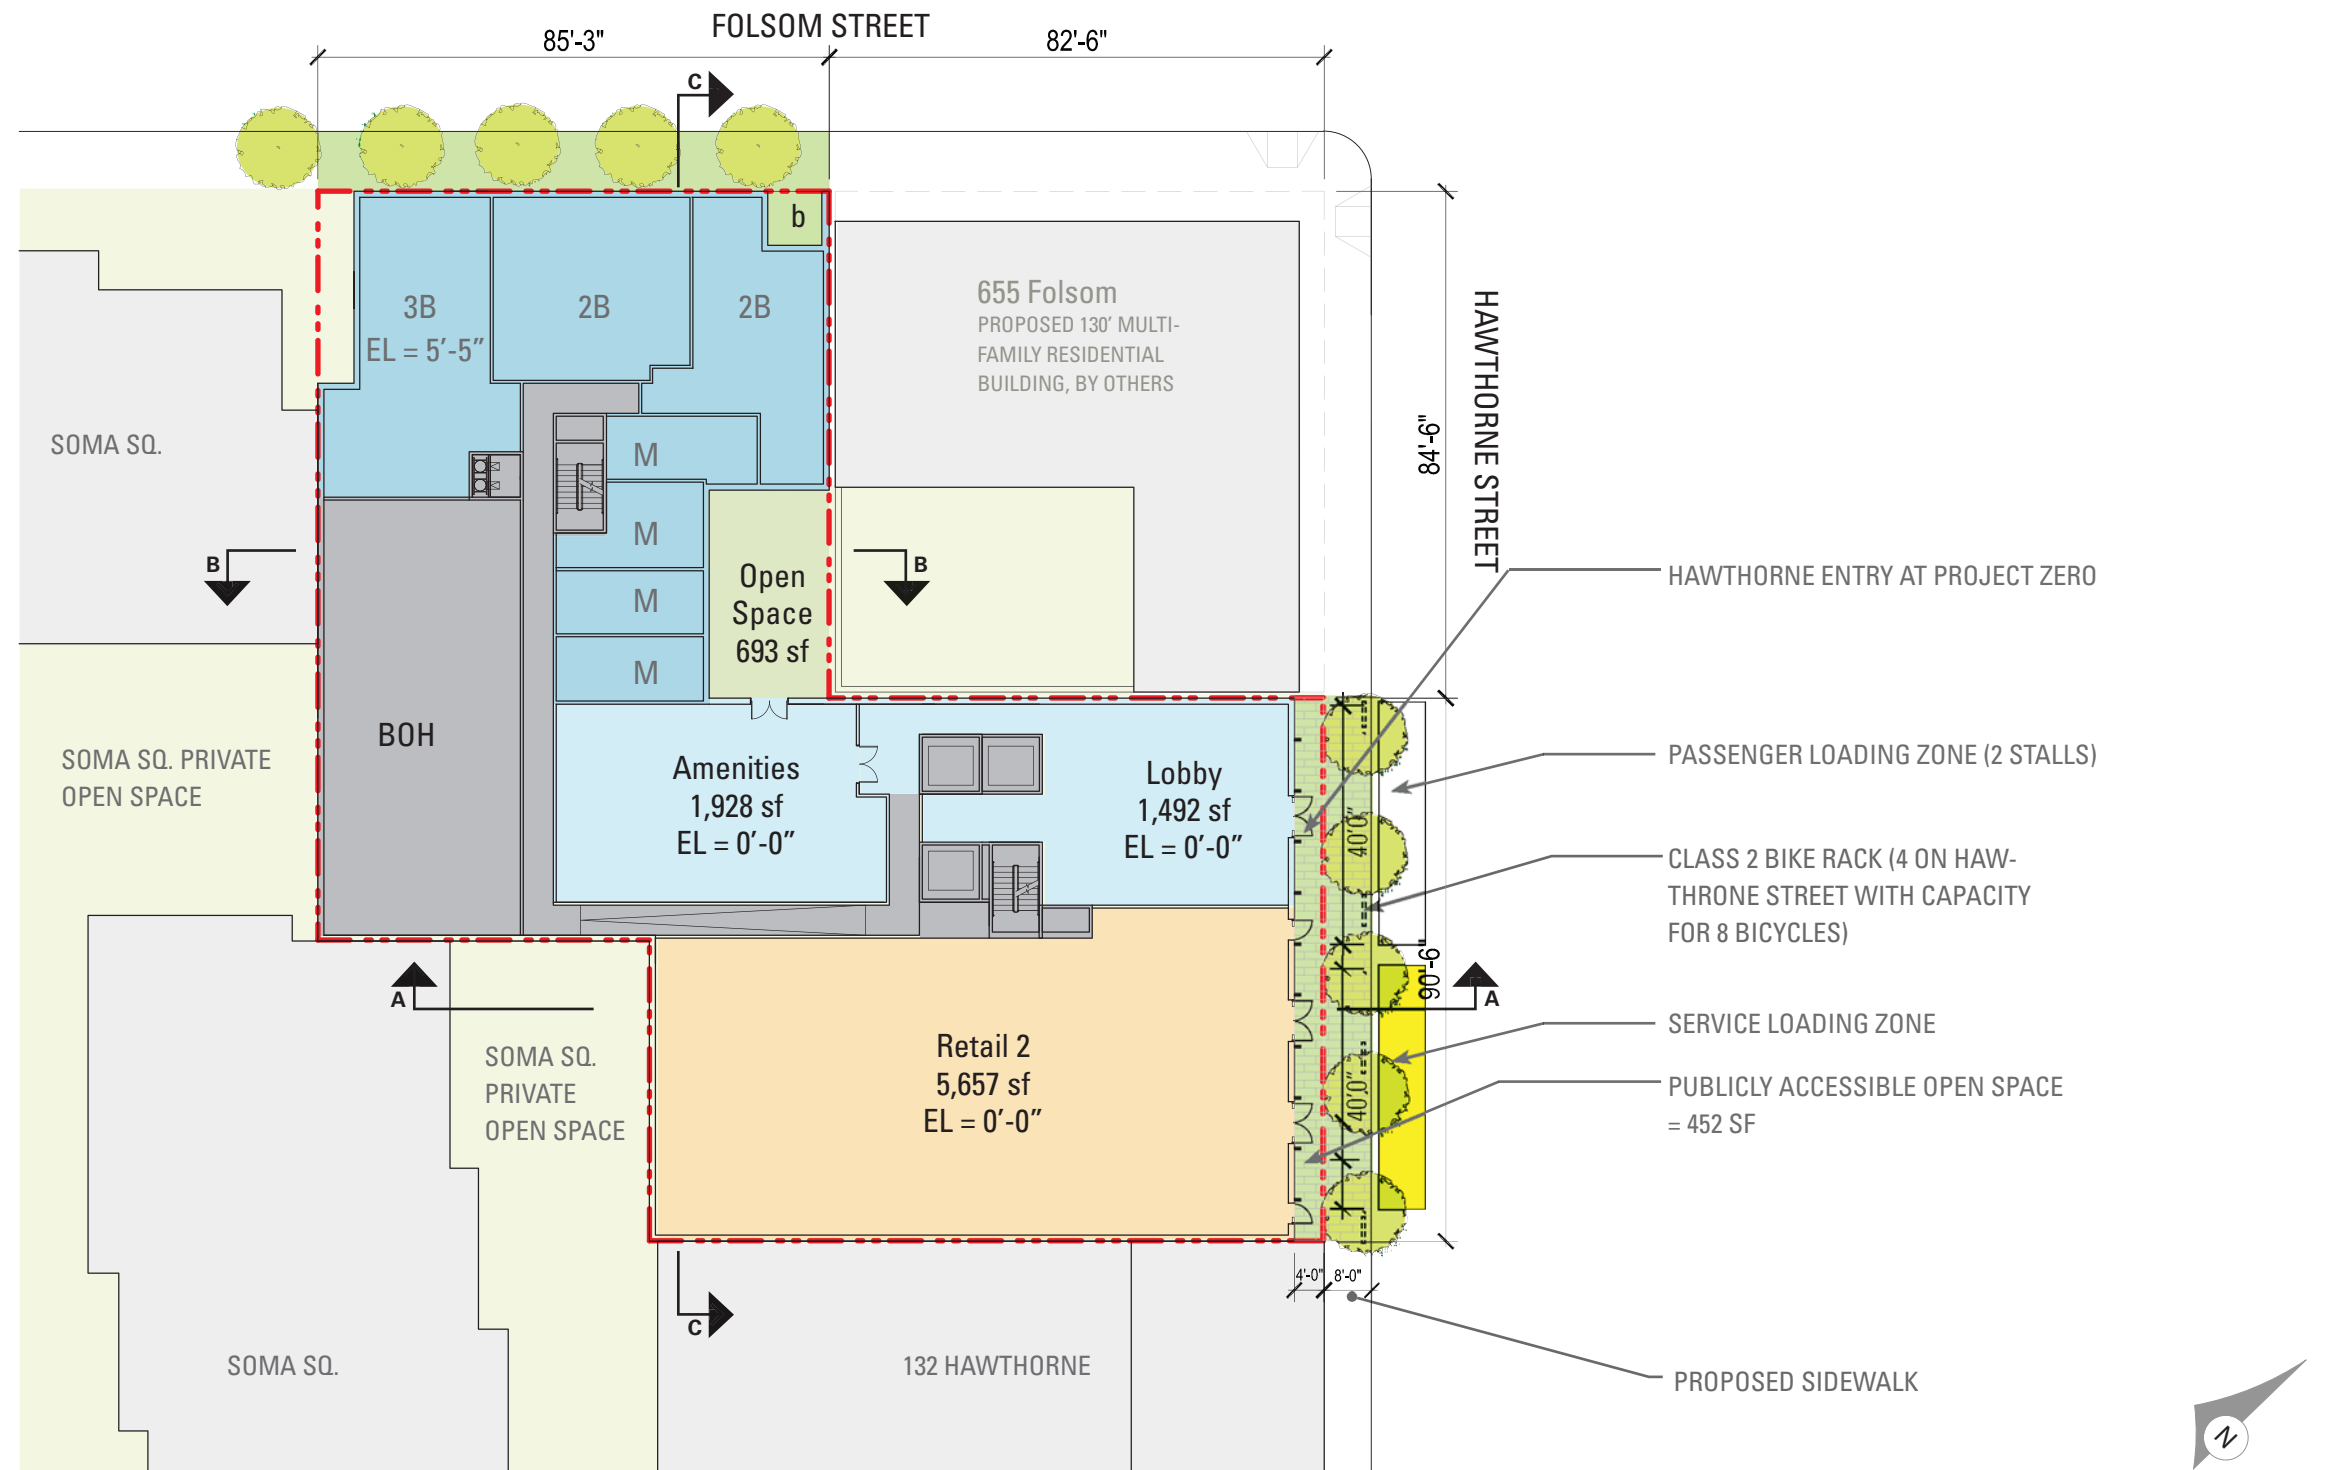 FOLSOM STREET
85'-3"
82'-6"
C
b
3B
EL = 5'-5"
2B
2B
655 Folsom
PROPOSED 130' MULTI-
FAMILY RESIDENTIAL
BUILDING, BY OTHERS
HAWTHORNE STREET
84'-6"
SOMA SQ.
M
M
M
M
B
B
Open
Space
693 sf
HAWTHORNE ENTRY AT PROJECT ZERO
BOH
SOMA SQ. PRIVATE
OPEN SPACE
Amenities
1,928 sf
EL = 0'-0"
Lobby
1,492 sf
EL = 0'-0"
PASSENGER LOADING ZONE (2 STALLS)
40'0"
CLASS 2 BIKE RACK (4 ON HAW-
THRONE STREET WITH CAPACITY
FOR 8 BICYCLES)
90'-6"
A
A
SERVICE LOADING ZONE
SOMA SQ.
PRIVATE
OPEN SPACE
Retail 2
5,657 sf
EL = 0'-0"
40'0"
PUBLICLY ACCESSIBLE OPEN SPACE
= 452 SF
4'-0"
8'-0"
C
SOMA SQ.
132 HAWTHORNE
PROPOSED SIDEWALK
N